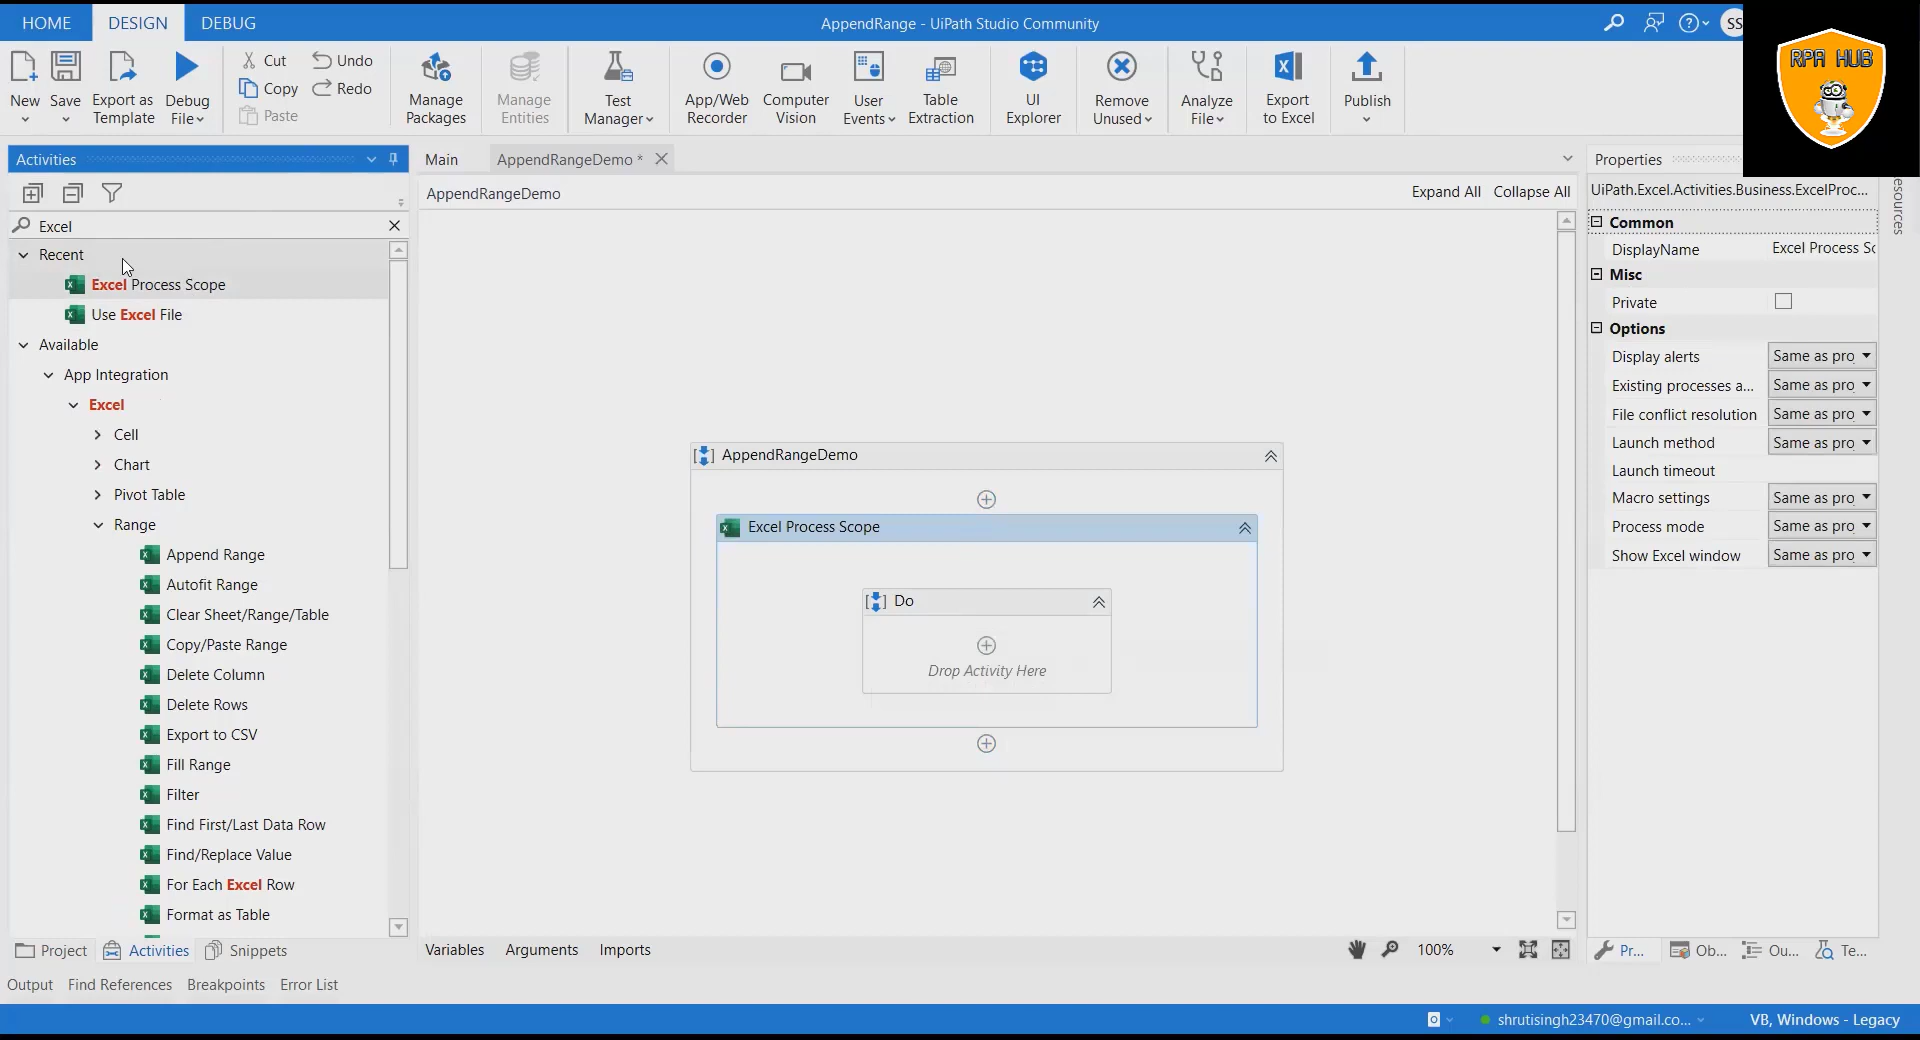 HOME DESIGN DEBUG
AppendRange - UiPath Studio Community
SS
RPA HUB
New
Save
Export as Template
Debug File
Cut
Copy
Paste
Undo
Redo
Manage Packages
Manage Entities
Test Manager
App/Web Recorder
Computer Vision
User Events
Table Extraction
UI Explorer
Remove Unused
Analyze File
Export to Excel
Publish
Activities
Excel
Recent
Excel Process Scope
Use Excel File
Available
App Integration
Excel
Cell
Chart
Pivot Table
Range
Append Range
Autofit Range
Clear Sheet/Range/Table
Copy/Paste Range
Delete Column
Delete Rows
Export to CSV
Fill Range
Filter
Find First/Last Data Row
Find/Replace Value
For Each Excel Row
Format as Table
Project Activities Snippets
Main AppendRangeDemo *
AppendRangeDemo
Expand All Collapse All
AppendRangeDemo
Excel Process Scope
Do
Drop Activity Here
Variables Arguments Imports
100%
Properties
UiPath.Excel.Activities.Business.ExcelProc...
Common
DisplayName Excel Process Sc
Misc
Private
Options
Display alerts Same as pro
Existing processes a... Same as pro
File conflict resolution Same as pro
Launch method Same as pro
Launch timeout
Macro settings Same as pro
Process mode Same as pro
Show Excel window Same as pro
Pr... Ob... Ou... Te...
esources
Output Find References Breakpoints Error List
shrutisingh23470@gmail.co...
VB, Windows - Legacy